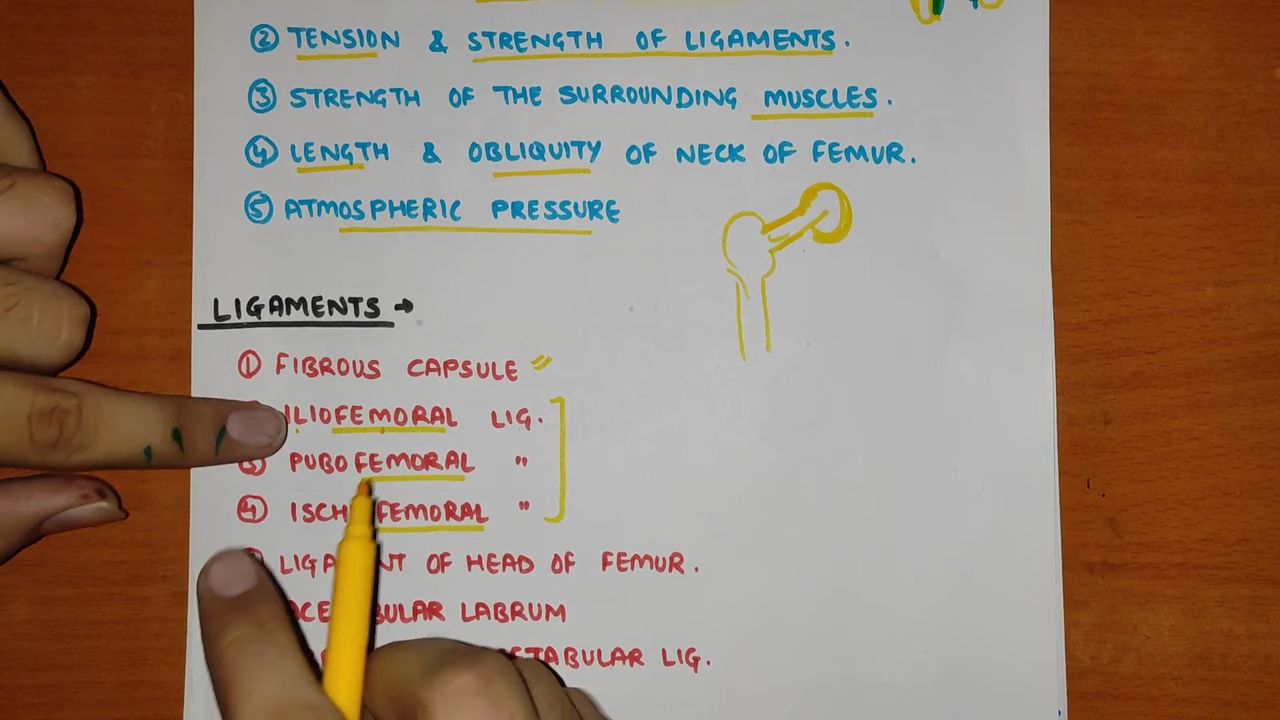 ② TENSION & STRENGTH OF LIGAMENTS.
③ STRENGTH OF THE SURROUNDING MUSCLES.
④ LENGTH & OBLIQUITY OF NECK OF FEMUR.
⑤ ATMOSPHERIC PRESSURE
LIGAMENTS →
① FIBROUS CAPSULE
ILIOFEMORAL LIG.
③ PUBOFEMORAL "
④ FEMORAL "
OF HEAD OF FEMUR.
LABRUM
LIG.